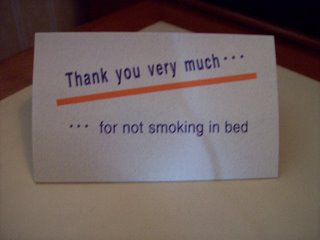 Thank you very much...
... for not smoking in bed